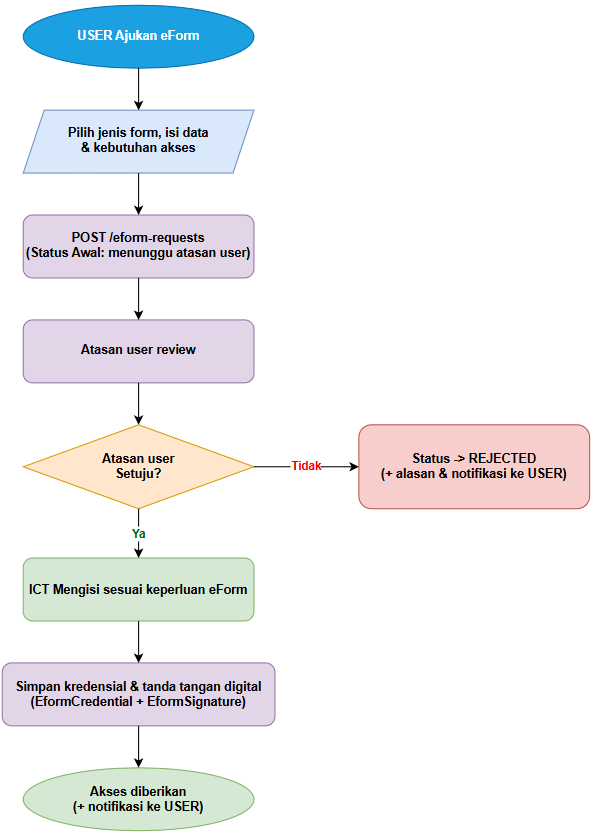 USER Ajukan eForm
Pilih jenis form, isi data
& kebutuhan akses
POST /eform-requests
(Status Awal: menunggu atasan user)
Atasan user review
Atasan user
Setuju?
Tidak
Status -> REJECTED
(+ alasan & notifikasi ke USER)
Ya
ICT Mengisi sesuai keperluan eForm
Simpan kredensial & tanda tangan digital
(EformCredential + EformSignature)
Akses diberikan
(+ notifikasi ke USER)